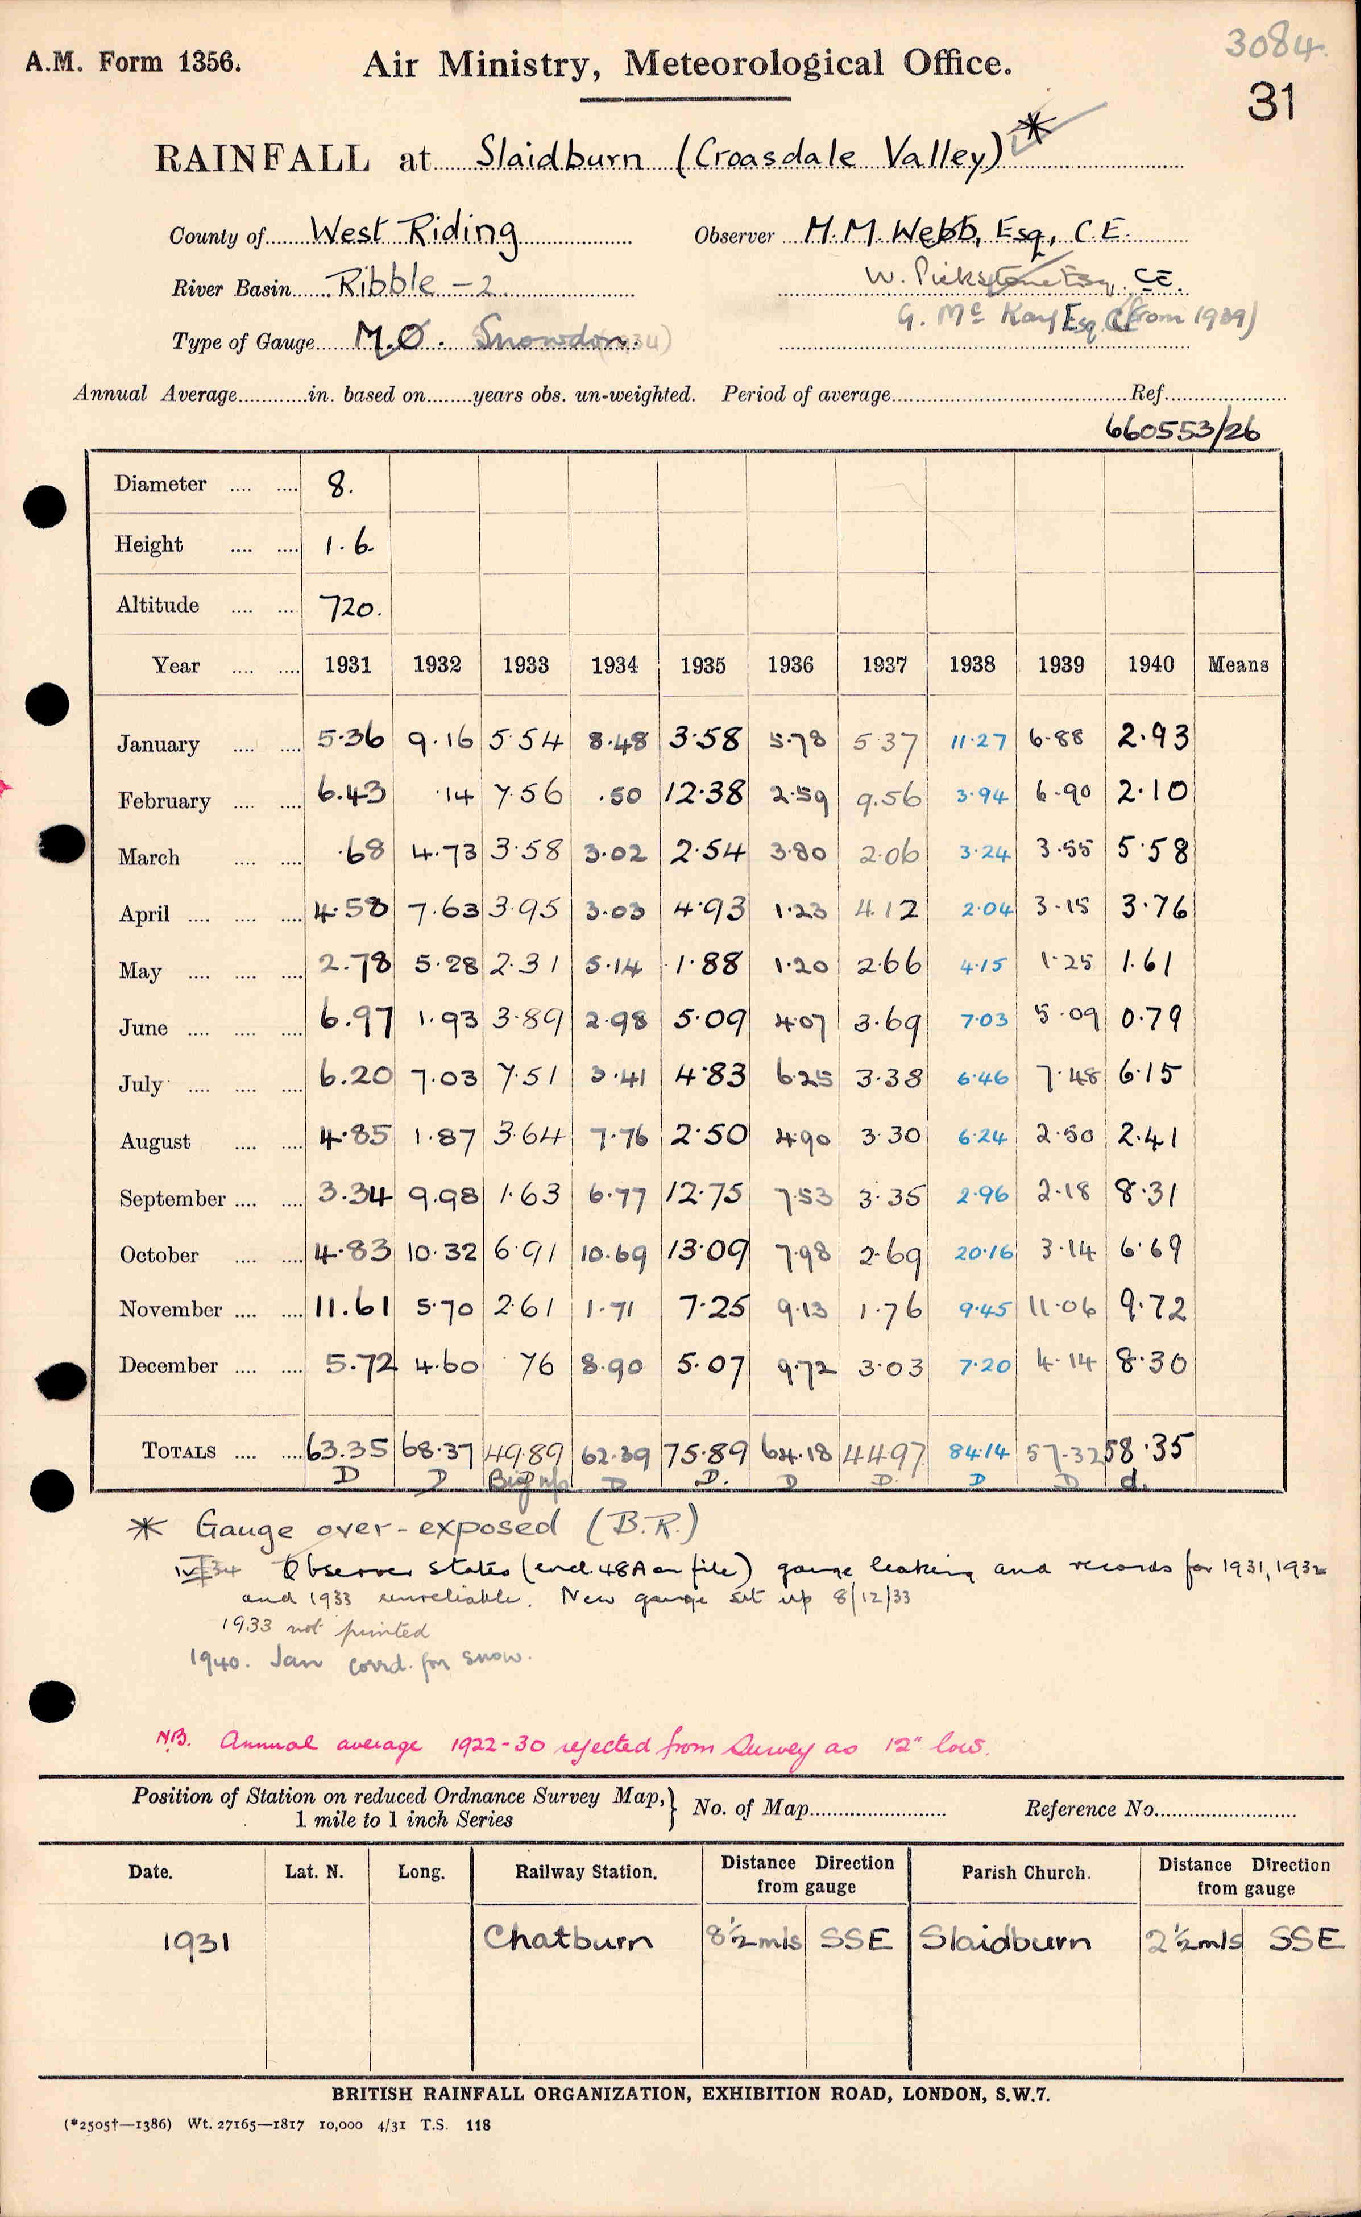 3084
A.M. Form 1356. Air Ministry, Meteorological Office.
31
RAINFALL at Slaidburn (Croasdale Valley) *
County of West Riding Observer H. M. Webb, Esq, C.E.
River Basin Ribble - 2. W. Pickstone Esq. CE.
Type of Gauge M.O. Snowdon. (1934) G. Mc Kay Esq. CE (from 1939)
Annual Average in. based on years obs. un-weighted. Period of average Ref.
660553/26
Diameter 8.
Height 1.6
Altitude 720.
Year 1931 1932 1933 1934 1935 1936 1937 1938 1939 1940 Means
January 5.36 9.16 5.54 8.48 3.58 5.78 5.37 11.27 6.88 2.93
February 6.43 .14 7.56 .50 12.38 2.59 9.56 3.94 6.90 2.10
March .68 4.73 3.58 3.02 2.54 3.80 2.06 3.24 3.55 5.58
April 4.58 7.63 3.95 3.03 4.93 1.23 4.12 2.04 3.15 3.76
May 2.78 5.28 2.31 5.14 1.88 1.20 2.66 4.15 1.25 1.61
June 6.97 1.93 3.89 2.98 5.09 4.07 3.69 7.03 5.09 0.79
July 6.20 7.03 7.51 3.41 4.83 6.25 3.38 6.46 7.48 6.15
August 4.85 1.87 3.64 7.76 2.50 4.90 3.30 6.24 2.50 2.41
September 3.34 9.98 1.63 6.77 12.75 7.53 3.35 2.96 2.18 8.31
October 4.83 10.32 6.91 10.69 13.09 7.98 2.69 20.16 3.14 6.69
November 11.61 5.70 2.61 1.71 7.25 9.13 1.76 9.45 11.06 9.72
December 5.72 4.60 .76 8.90 5.07 9.72 3.03 7.20 4.14 8.30
TOTALS 63.35 68.37 49.89 62.39 75.89 64.18 44.97 84.14 57.32 58.35
D D n/p D D. D D. D D d.
* Gauge over-exposed (B.R.)
Observer states (encl 48A on file) gauge leaking and records for 1931, 1932
and 1933 unreliable. New gauge set up 8/12/33
1933 not printed
1940. Jan corrd. for snow.
NB. Annual average 1922-30 rejected from Survey as 12" low.
Position of Station on reduced Ordnance Survey Map, } No. of Map Reference No.
1 mile to 1 inch Series
Date. Lat. N. Long. Railway Station. Distance Direction from gauge Parish Church. Distance Direction from gauge
1931 Chatburn 8½ mls SSE Slaidburn 2½ mls SSE
BRITISH RAINFALL ORGANIZATION, EXHIBITION ROAD, LONDON, S.W.7.
(*2505†—1386) Wt. 27165—1817 10,000 4/31 T.S. 118